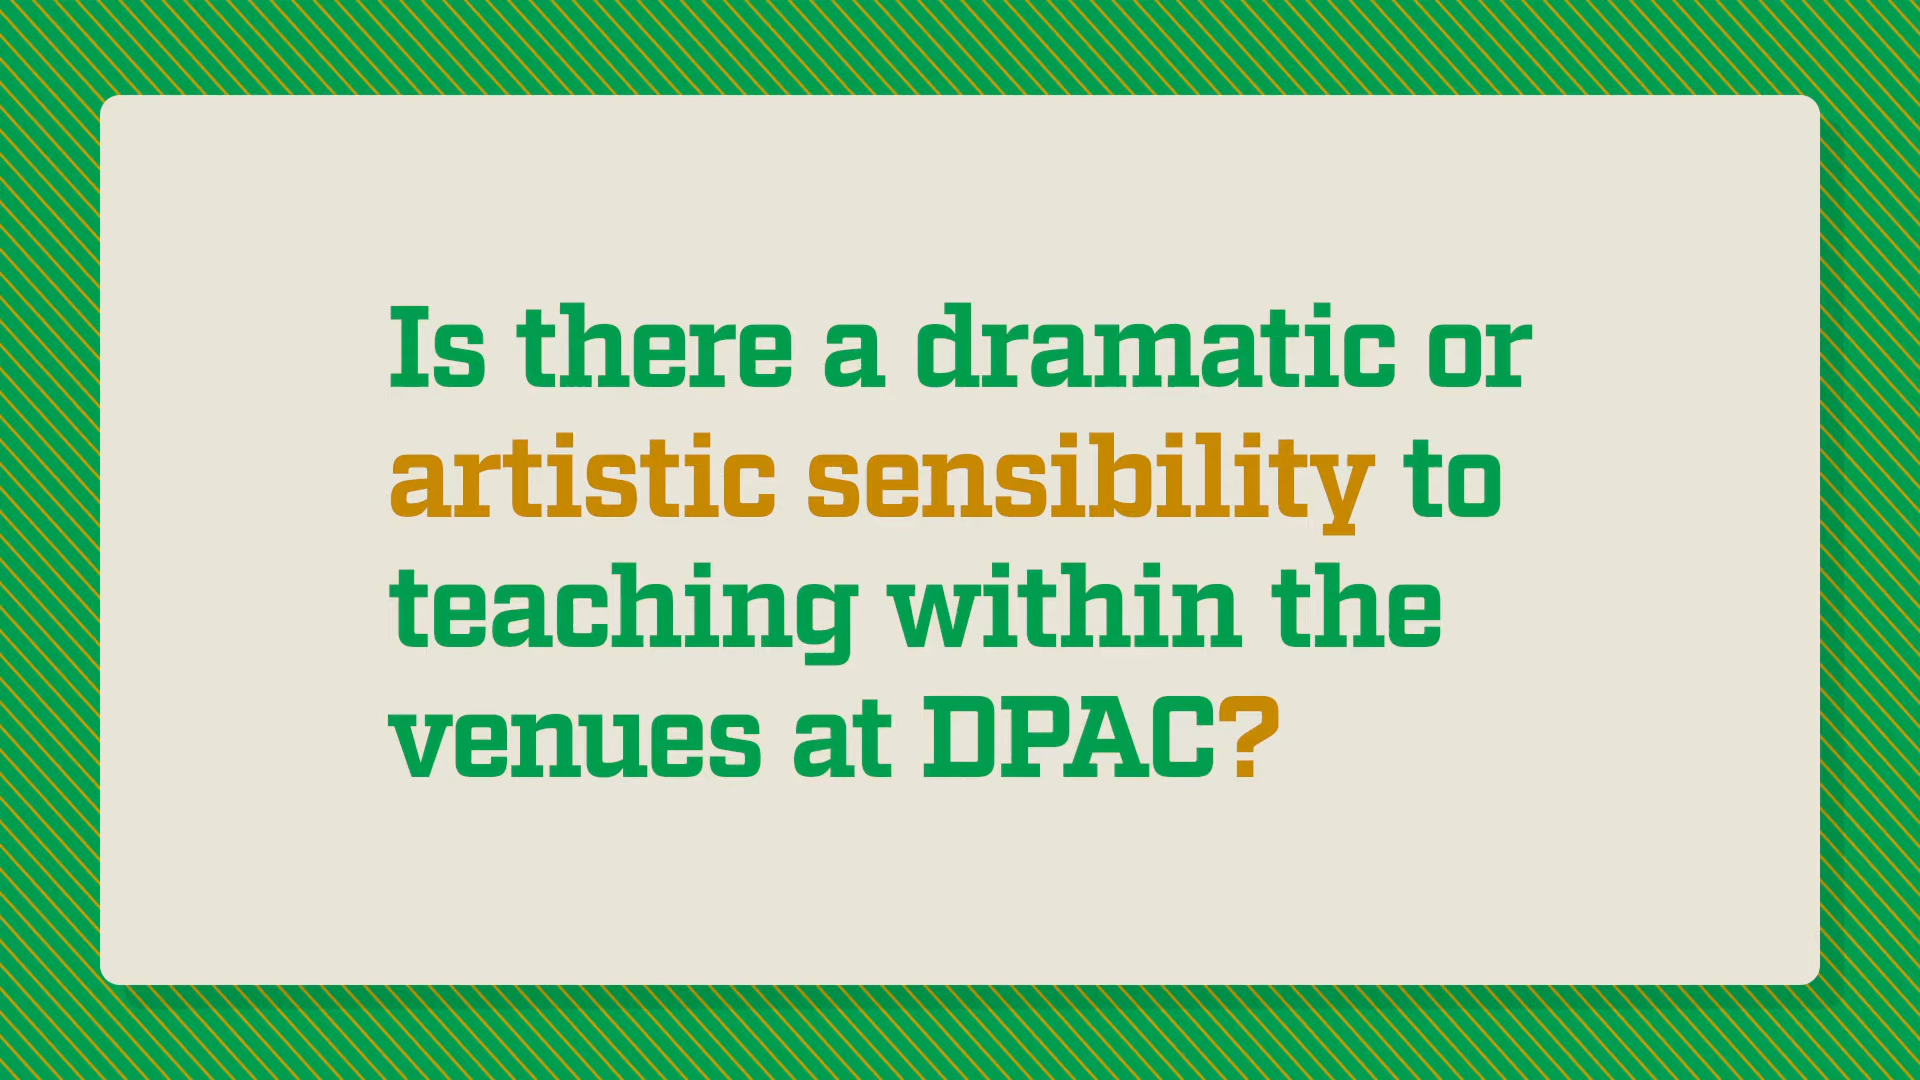 Is there a dramatic or
artistic sensibility to
teaching within the
venues at DPAC?